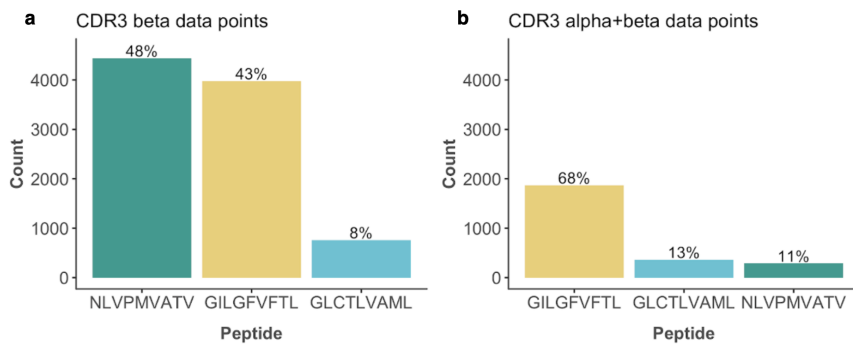 a
CDR3 beta data points
Count
4000
3000
2000
1000
0
48%
43%
8%
NLVPMVATV GILGFVFTL GLCTLVAML
Peptide
b
CDR3 alpha+beta data points
Count
4000
3000
2000
1000
0
68%
13%
11%
GILGFVFTL GLCTLVAML NLVPMVATV
Peptide